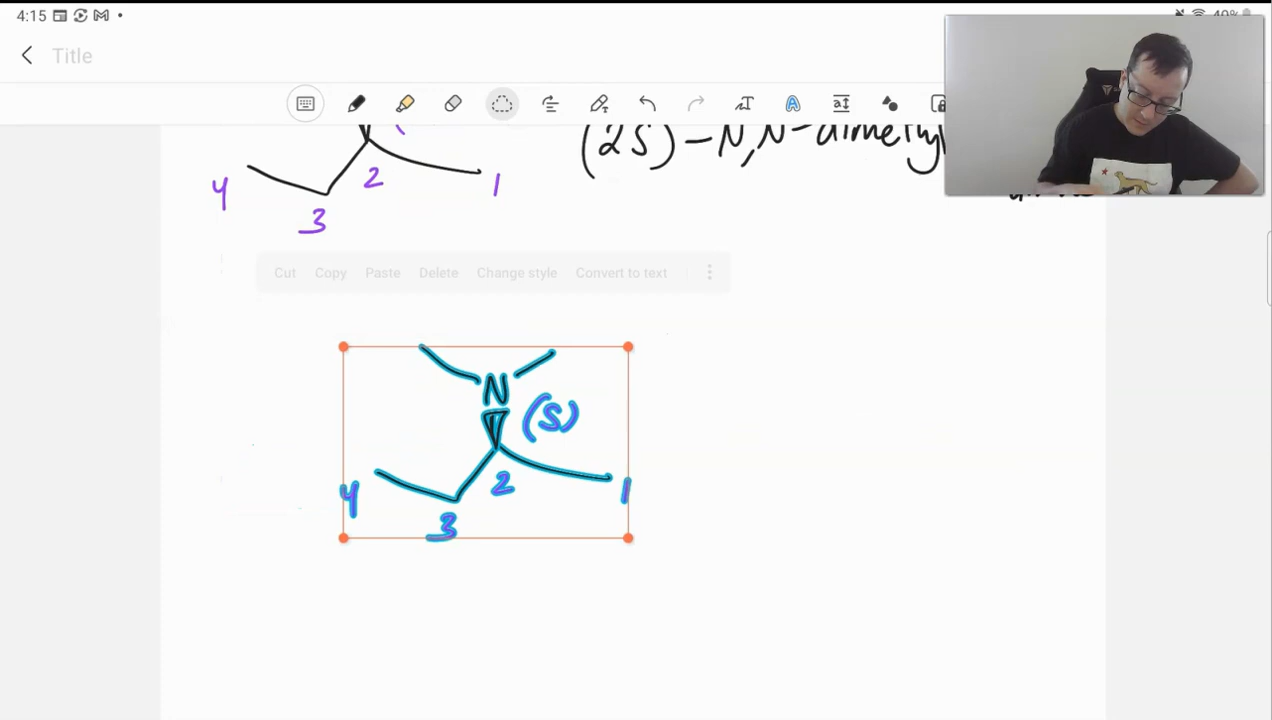 4:15 40%
Title
(2S)-N,N-dimethyl
4 2 1
3
Cut Copy Paste Delete Change style Convert to text
N
(S)
4 2 1
3